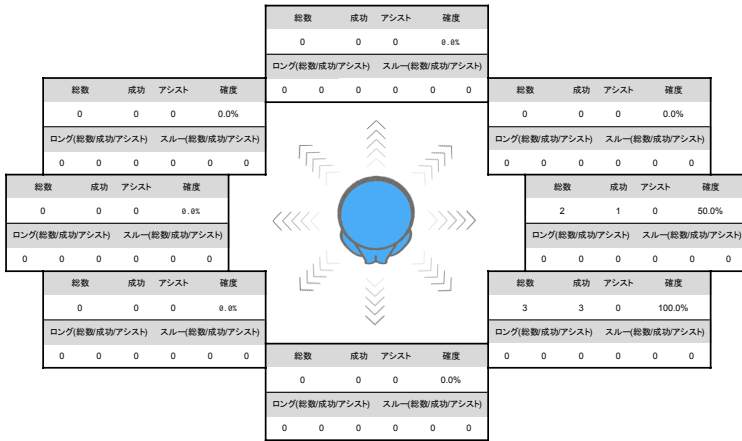 総数 成功 アシスト 確度
0 0 0 0.0%
ロング(総数/成功/アシスト) スルー(総数/成功/アシスト)
0 0 0 0 0 0
総数 成功 アシスト 確度
0 0 0 0.0%
ロング(総数/成功/アシスト) スルー(総数/成功/アシスト)
0 0 0 0 0 0
総数 成功 アシスト 確度
0 0 0 0.0%
ロング(総数/成功/アシスト) スルー(総数/成功/アシスト)
0 0 0 0 0 0
総数 成功 アシスト 確度
0 0 0 0.0%
ロング(総数/成功/アシスト) スルー(総数/成功/アシスト)
0 0 0 0 0 0
総数 成功 アシスト 確度
2 1 0 50.0%
ロング(総数/成功/アシスト) スルー(総数/成功/アシスト)
0 0 0 0 0 0
総数 成功 アシスト 確度
0 0 0 0.0%
ロング(総数/成功/アシスト) スルー(総数/成功/アシスト)
0 0 0 0 0 0
総数 成功 アシスト 確度
3 3 0 100.0%
ロング(総数/成功/アシスト) スルー(総数/成功/アシスト)
0 0 0 0 0 0
総数 成功 アシスト 確度
0 0 0 0.0%
ロング(総数/成功/アシスト) スルー(総数/成功/アシスト)
0 0 0 0 0 0